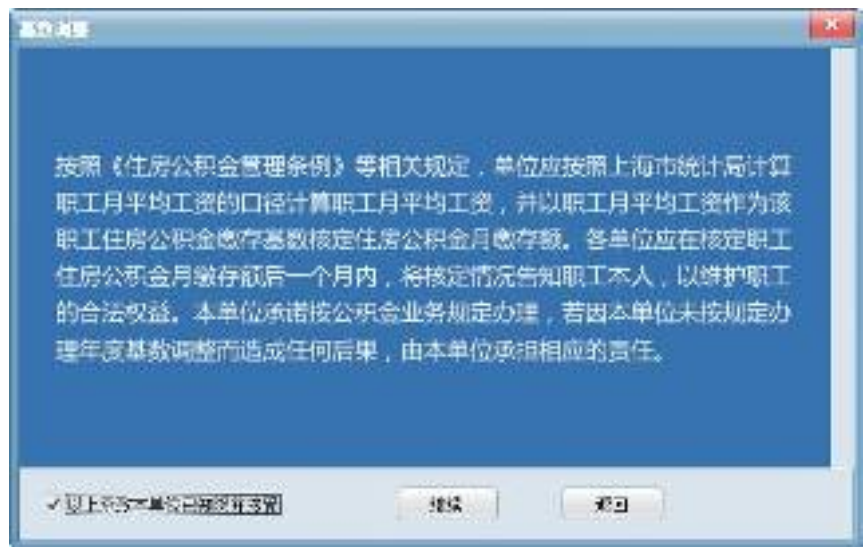 基数调整
按照《住房公积金管理条例》等相关规定，单位应按照上海市统计局计算
职工月平均工资的口径计算职工月平均工资，并以职工月平均工资作为该
职工住房公积金缴存基数核定住房公积金月缴存额。各单位应在核定职工
住房公积金月缴存额后一个月内，将核定情况告知职工本人，以维护职工
的合法权益。本单位承诺按公积金业务规定办理，若因本单位未按规定办
理年度基数调整而造成任何后果，由本单位承担相应的责任。
以上条款本单位已
继续
返回